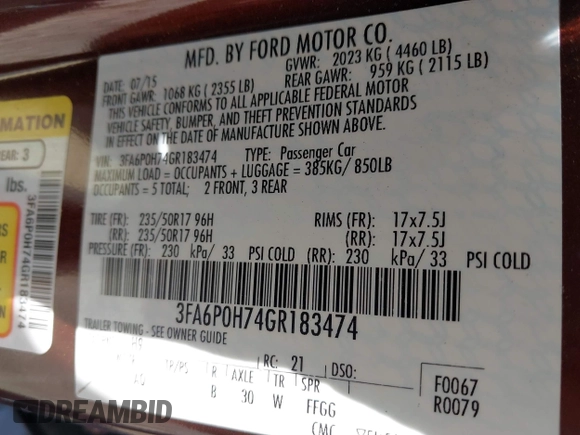 MFD. BY FORD MOTOR CO.
DATE: 07/15 GVWR: 2023 KG (4460 LB)
FRONT GAWR: 1068 KG (2355 LB) REAR GAWR: 959 KG (2115 LB)
THIS VEHICLE CONFORMS TO ALL APPLICABLE FEDERAL MOTOR
VEHICLE SAFETY, BUMPER, AND THEFT PREVENTION STANDARDS
IN EFFECT ON THE DATE OF MANUFACTURE SHOWN ABOVE.
VIN: 3FA6P0H74GR183474 TYPE: Passenger Car
MAXIMUM LOAD = OCCUPANTS + LUGGAGE = 385KG/ 850LB
OCCUPANTS = 5 TOTAL; 2 FRONT, 3 REAR
TIRE (FR): 235/50R17 96H RIMS (FR): 17x7.5J
(RR): 235/50R17 96H (RR): 17x7.5J
PRESSURE (FR): 230 kPa/ 33 PSI COLD (RR): 230 kPa/ 33 PSI COLD
3FA6P0H74GR183474
TRAILER TOWING - SEE OWNER GUIDE
RC: 21 DSO:
R AXLE TR SPR F0067
B 30 W FFGG R0079
MATION
EAR: 3
lbs.
3FA6P0H74GR183474
DREAMBID